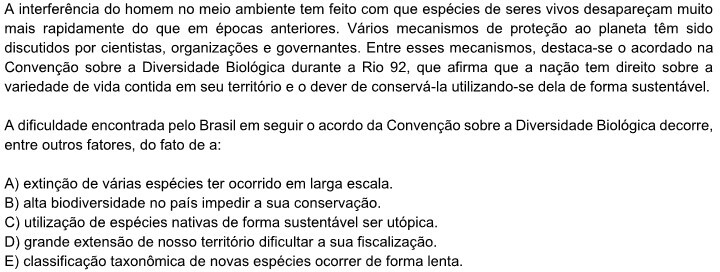 A interferência do homem no meio ambiente tem feito com que espécies de seres vivos desapareçam muito
mais rapidamente do que em épocas anteriores. Vários mecanismos de proteção ao planeta têm sido
discutidos por cientistas, organizações e governantes. Entre esses mecanismos, destaca-se o acordado na
Convenção sobre a Diversidade Biológica durante a Rio 92, que afirma que a nação tem direito sobre a
variedade de vida contida em seu território e o dever de conservá-la utilizando-se dela de forma sustentável.
A dificuldade encontrada pelo Brasil em seguir o acordo da Convenção sobre a Diversidade Biológica decorre,
entre outros fatores, do fato de a:
A) extinção de várias espécies ter ocorrido em larga escala.
B) alta biodiversidade no país impedir a sua conservação.
C) utilização de espécies nativas de forma sustentável ser utópica.
D) grande extensão de nosso território dificultar a sua fiscalização.
E) classificação taxonômica de novas espécies ocorrer de forma lenta.